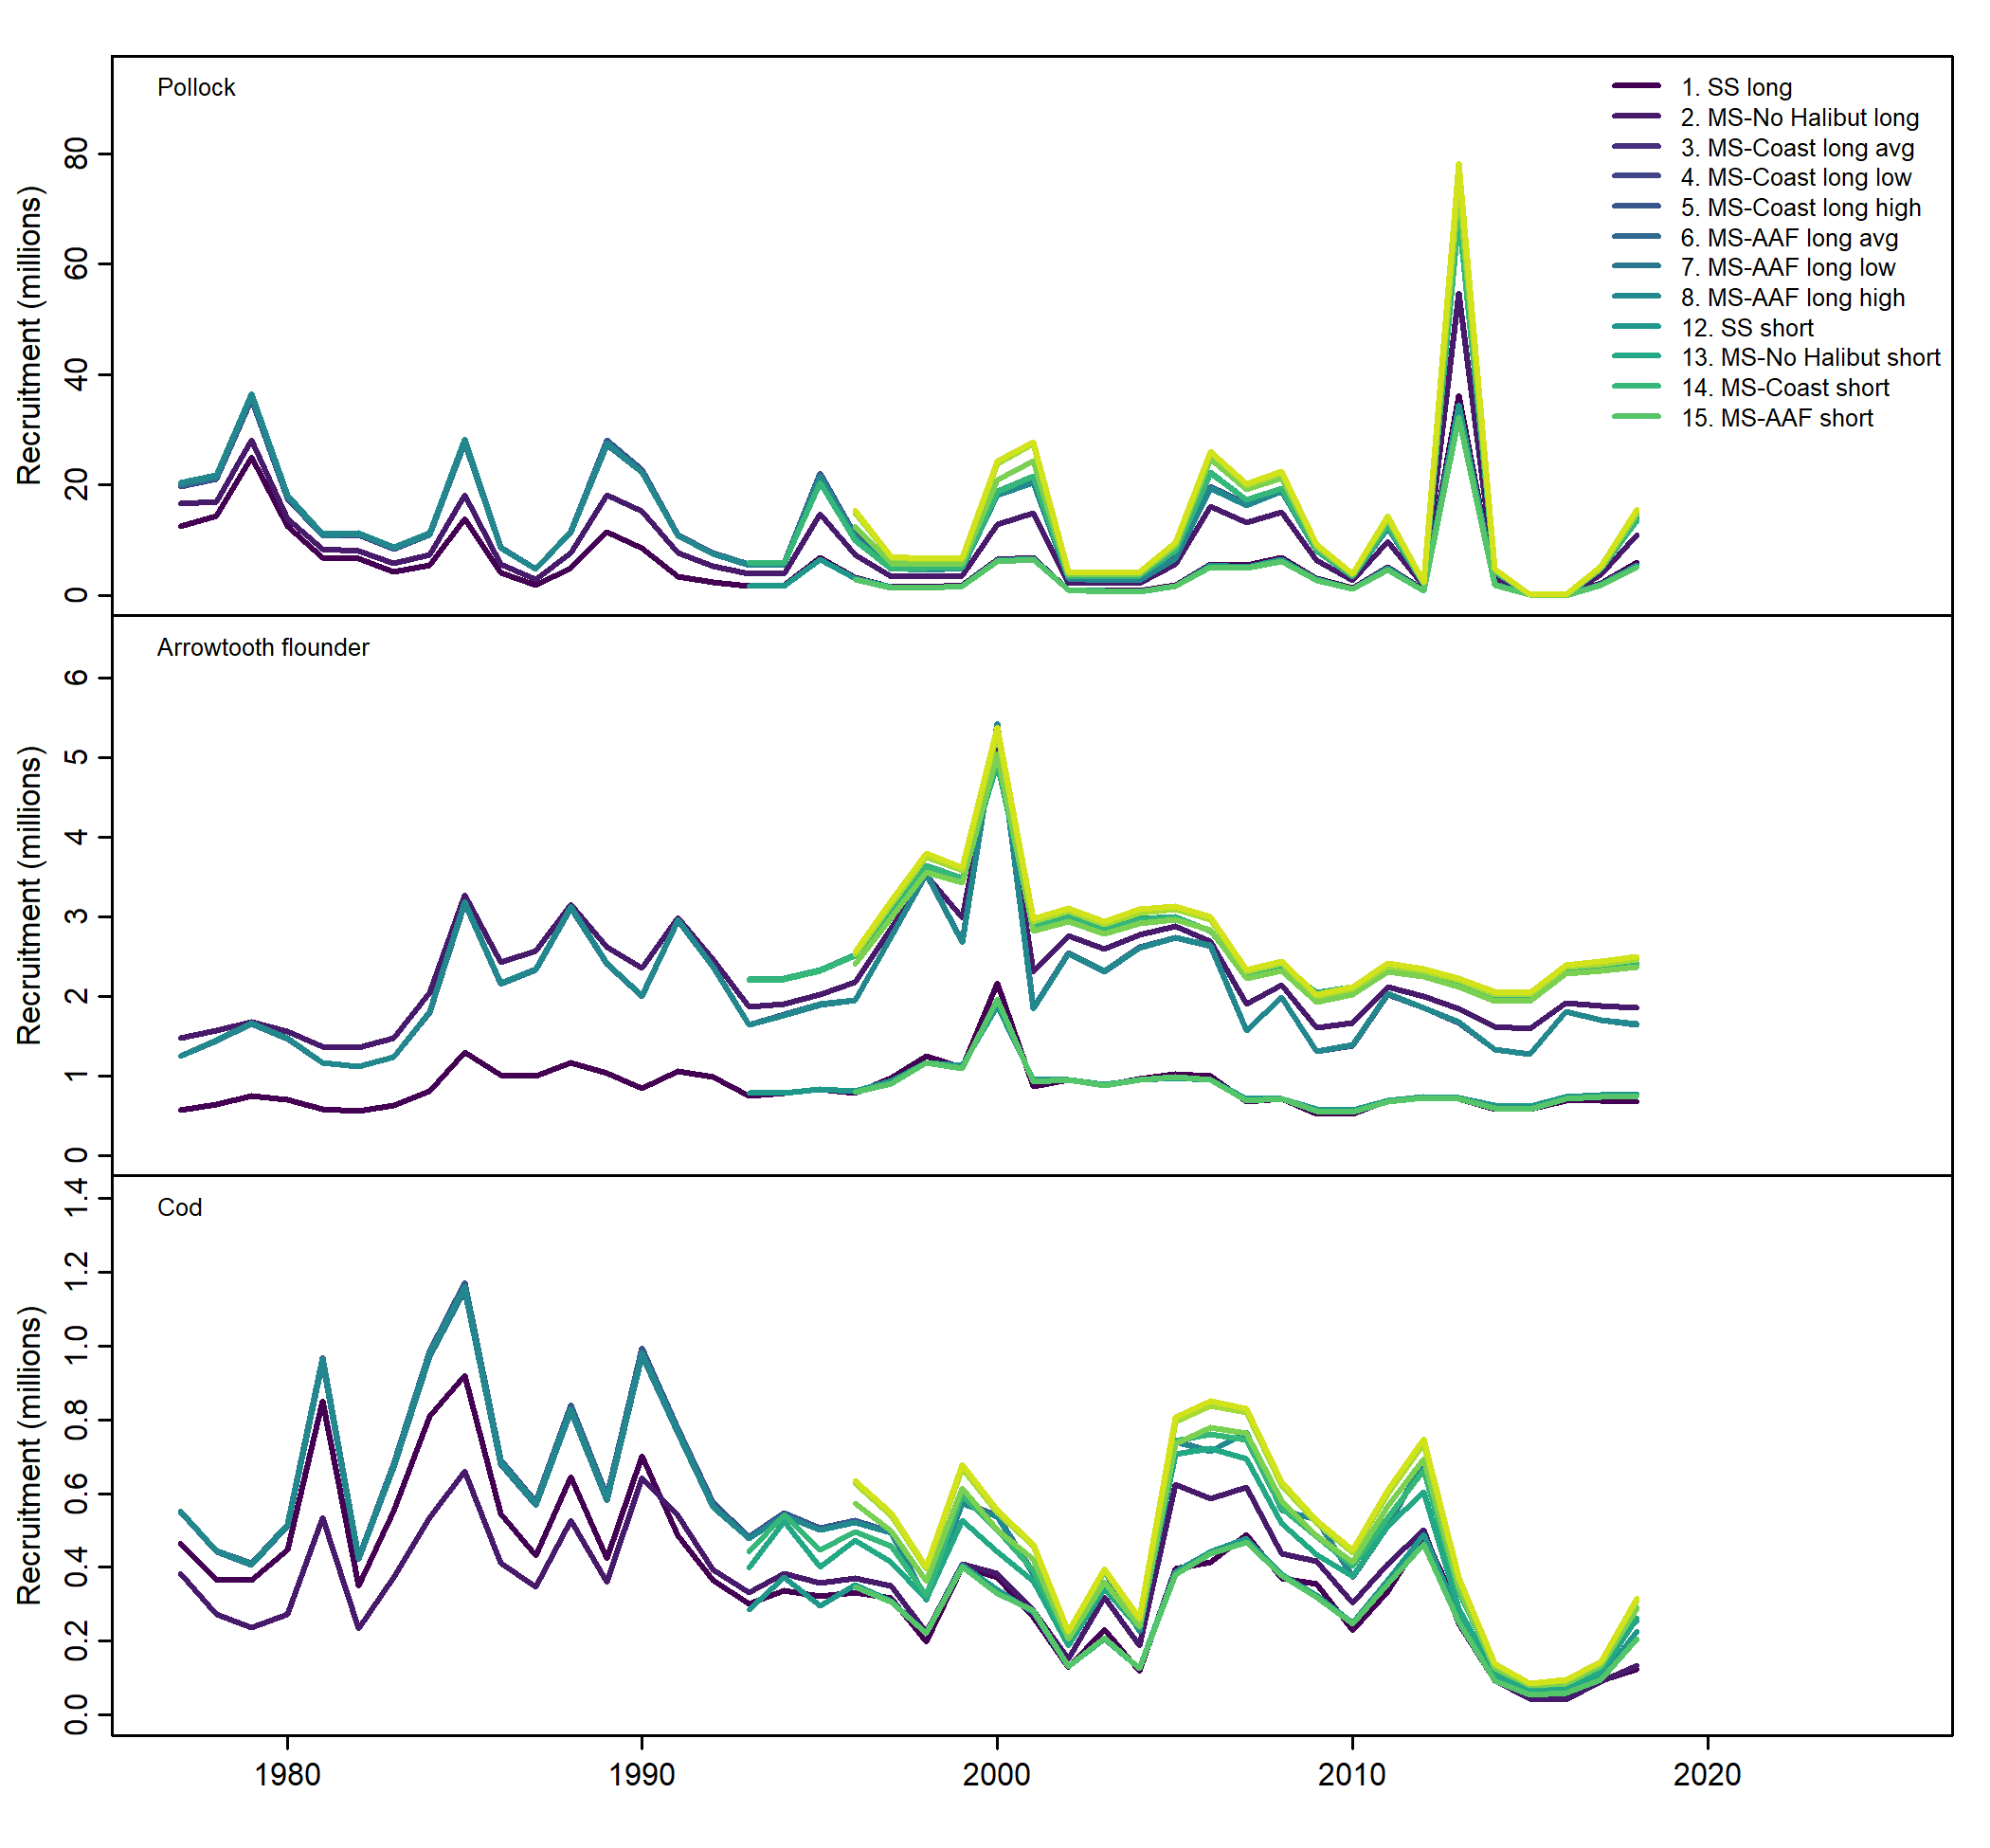 Pollock
1. SS long
2. MS-No Halibut long
3. MS-Coast long avg
4. MS-Coast long low
5. MS-Coast long high
6. MS-AAF long avg
7. MS-AAF long low
8. MS-AAF long high
12. SS short
13. MS-No Halibut short
14. MS-Coast short
15. MS-AAF short
Recruitment (millions)
80
60
40
20
0
Arrowtooth flounder
Recruitment (millions)
6
5
4
3
2
1
0
Cod
Recruitment (millions)
1.4
1.2
1.0
0.8
0.6
0.4
0.2
0.0
1980 1990 2000 2010 2020